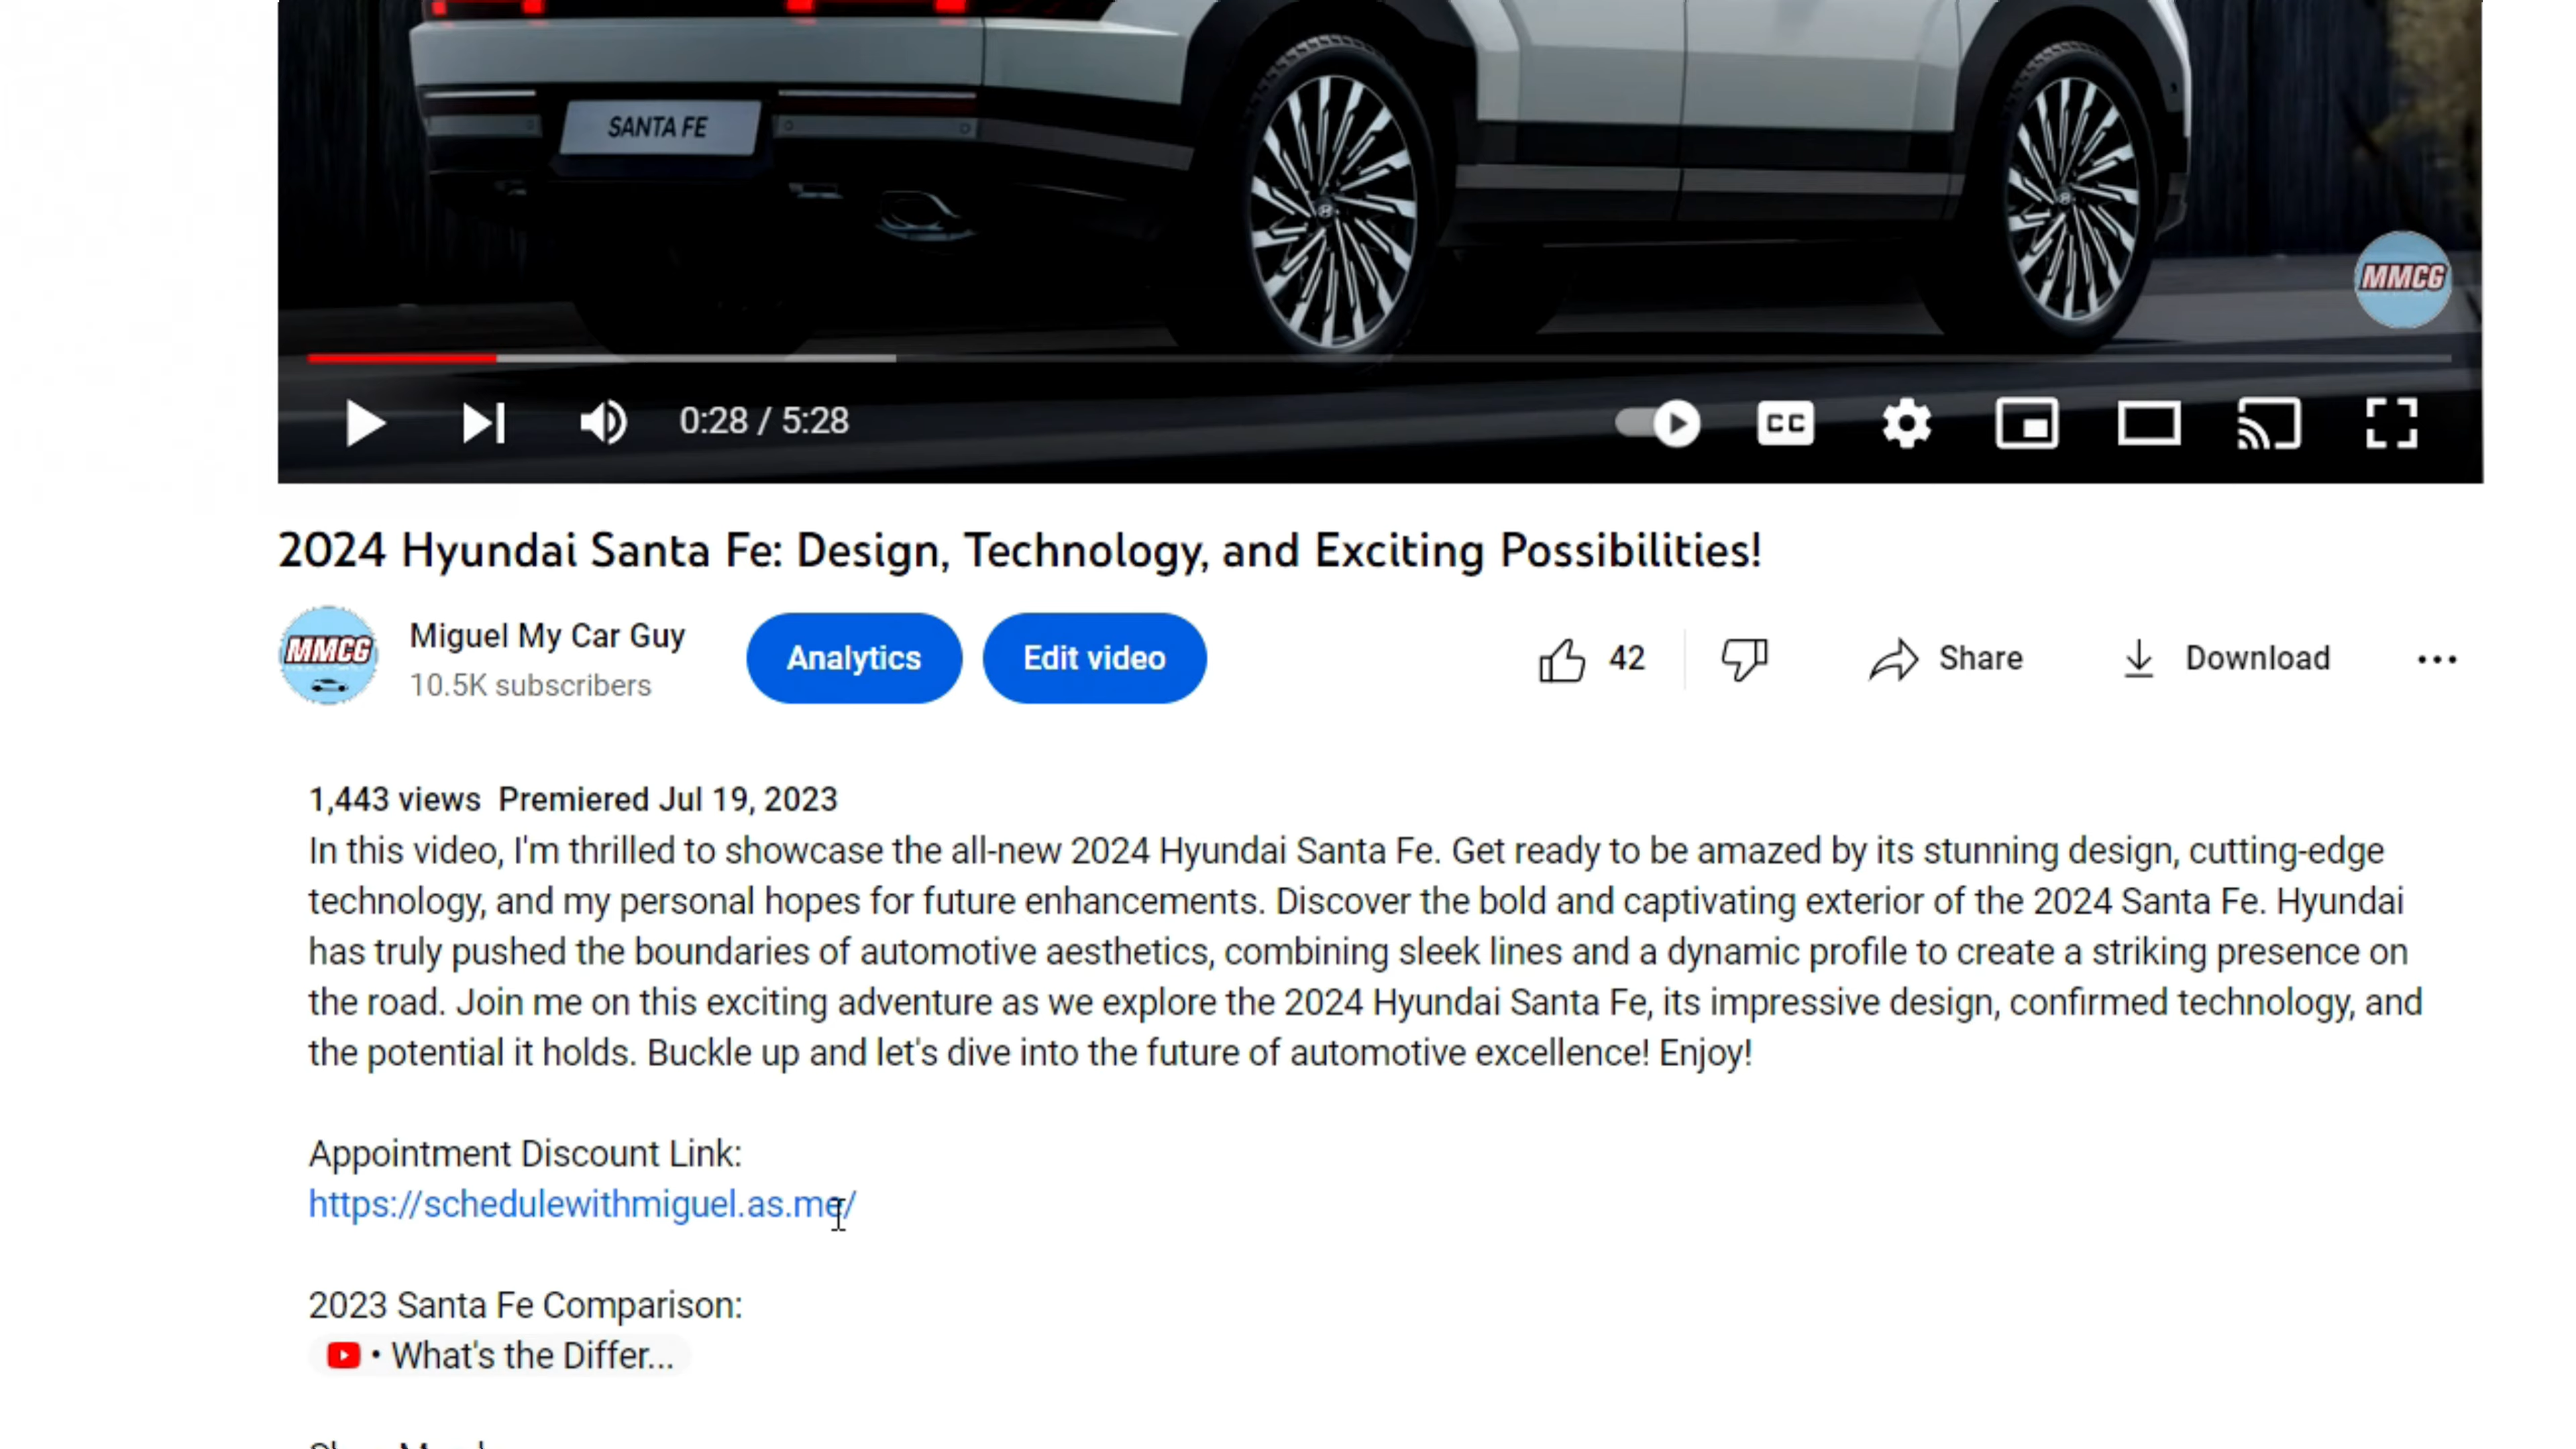 SANTA FE
MMCG
0:28 / 5:28
CC
2024 Hyundai Santa Fe: Design, Technology, and Exciting Possibilities!
MMCG
Miguel My Car Guy
10.5K subscribers
Analytics
Edit video
42
Share
Download
1,443 views Premiered Jul 19, 2023
In this video, I'm thrilled to showcase the all-new 2024 Hyundai Santa Fe. Get ready to be amazed by its stunning design, cutting-edge
technology, and my personal hopes for future enhancements. Discover the bold and captivating exterior of the 2024 Santa Fe. Hyundai
has truly pushed the boundaries of automotive aesthetics, combining sleek lines and a dynamic profile to create a striking presence on
the road. Join me on this exciting adventure as we explore the 2024 Hyundai Santa Fe, its impressive design, confirmed technology, and
the potential it holds. Buckle up and let's dive into the future of automotive excellence! Enjoy!
Appointment Discount Link:
https://schedulewithmiguel.as.me/
2023 Santa Fe Comparison:
• What's the Differ...